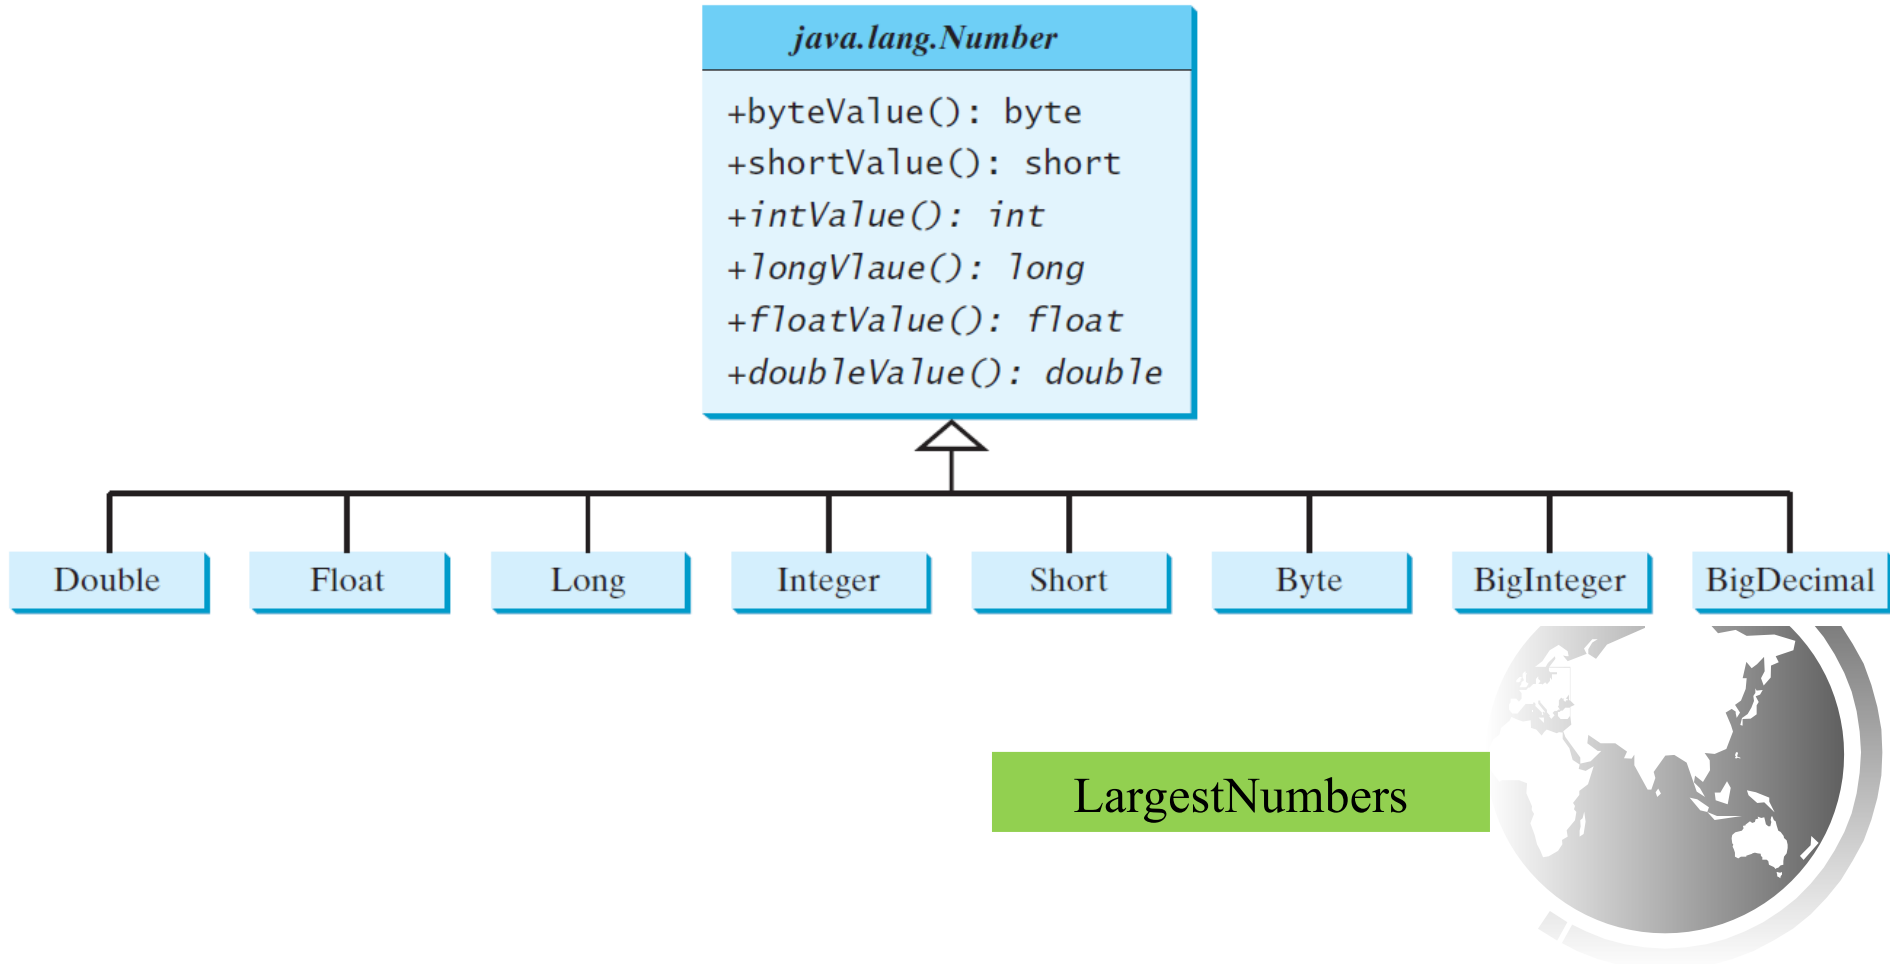 java.lang.Number
+byteValue(): byte
+shortValue(): short
+intValue(): int
+longVlaue(): long
+floatValue(): float
+doubleValue(): double
Double Float Long Integer Short Byte BigInteger BigDecimal
LargestNumbers